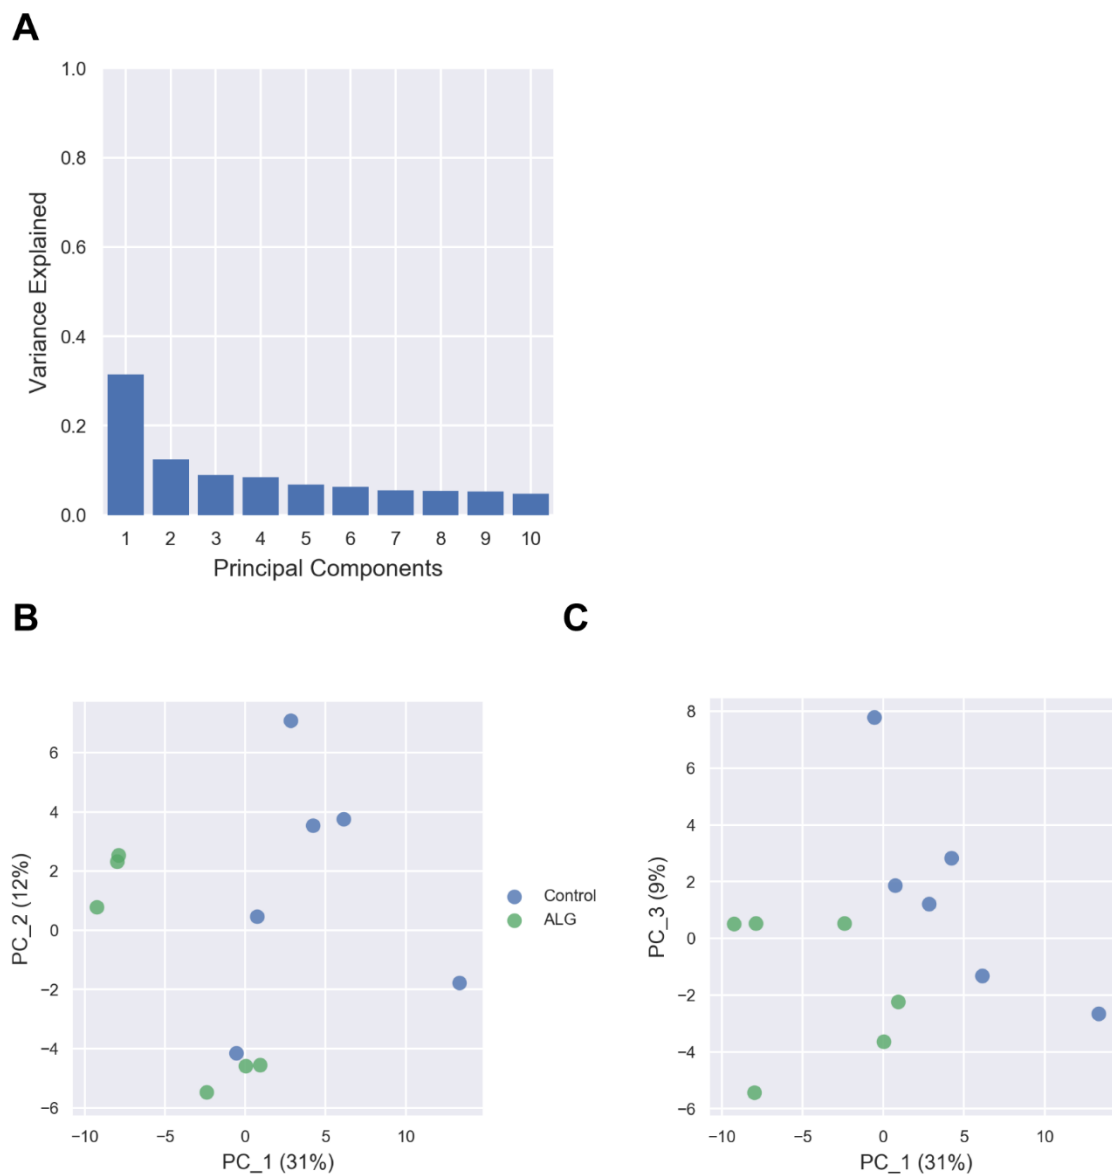 A
1.0
0.8
0.6
0.4
0.2
0.0
Variance Explained
1 2 3 4 5 6 7 8 9 10
Principal Components
B
6
4
2
0
−2
−4
−6
PC_2 (12%)
−10 −5 0 5 10
PC_1 (31%)
Control
ALG
C
8
6
4
2
0
−2
−4
−6
PC_3 (9%)
−10 −5 0 5 10
PC_1 (31%)